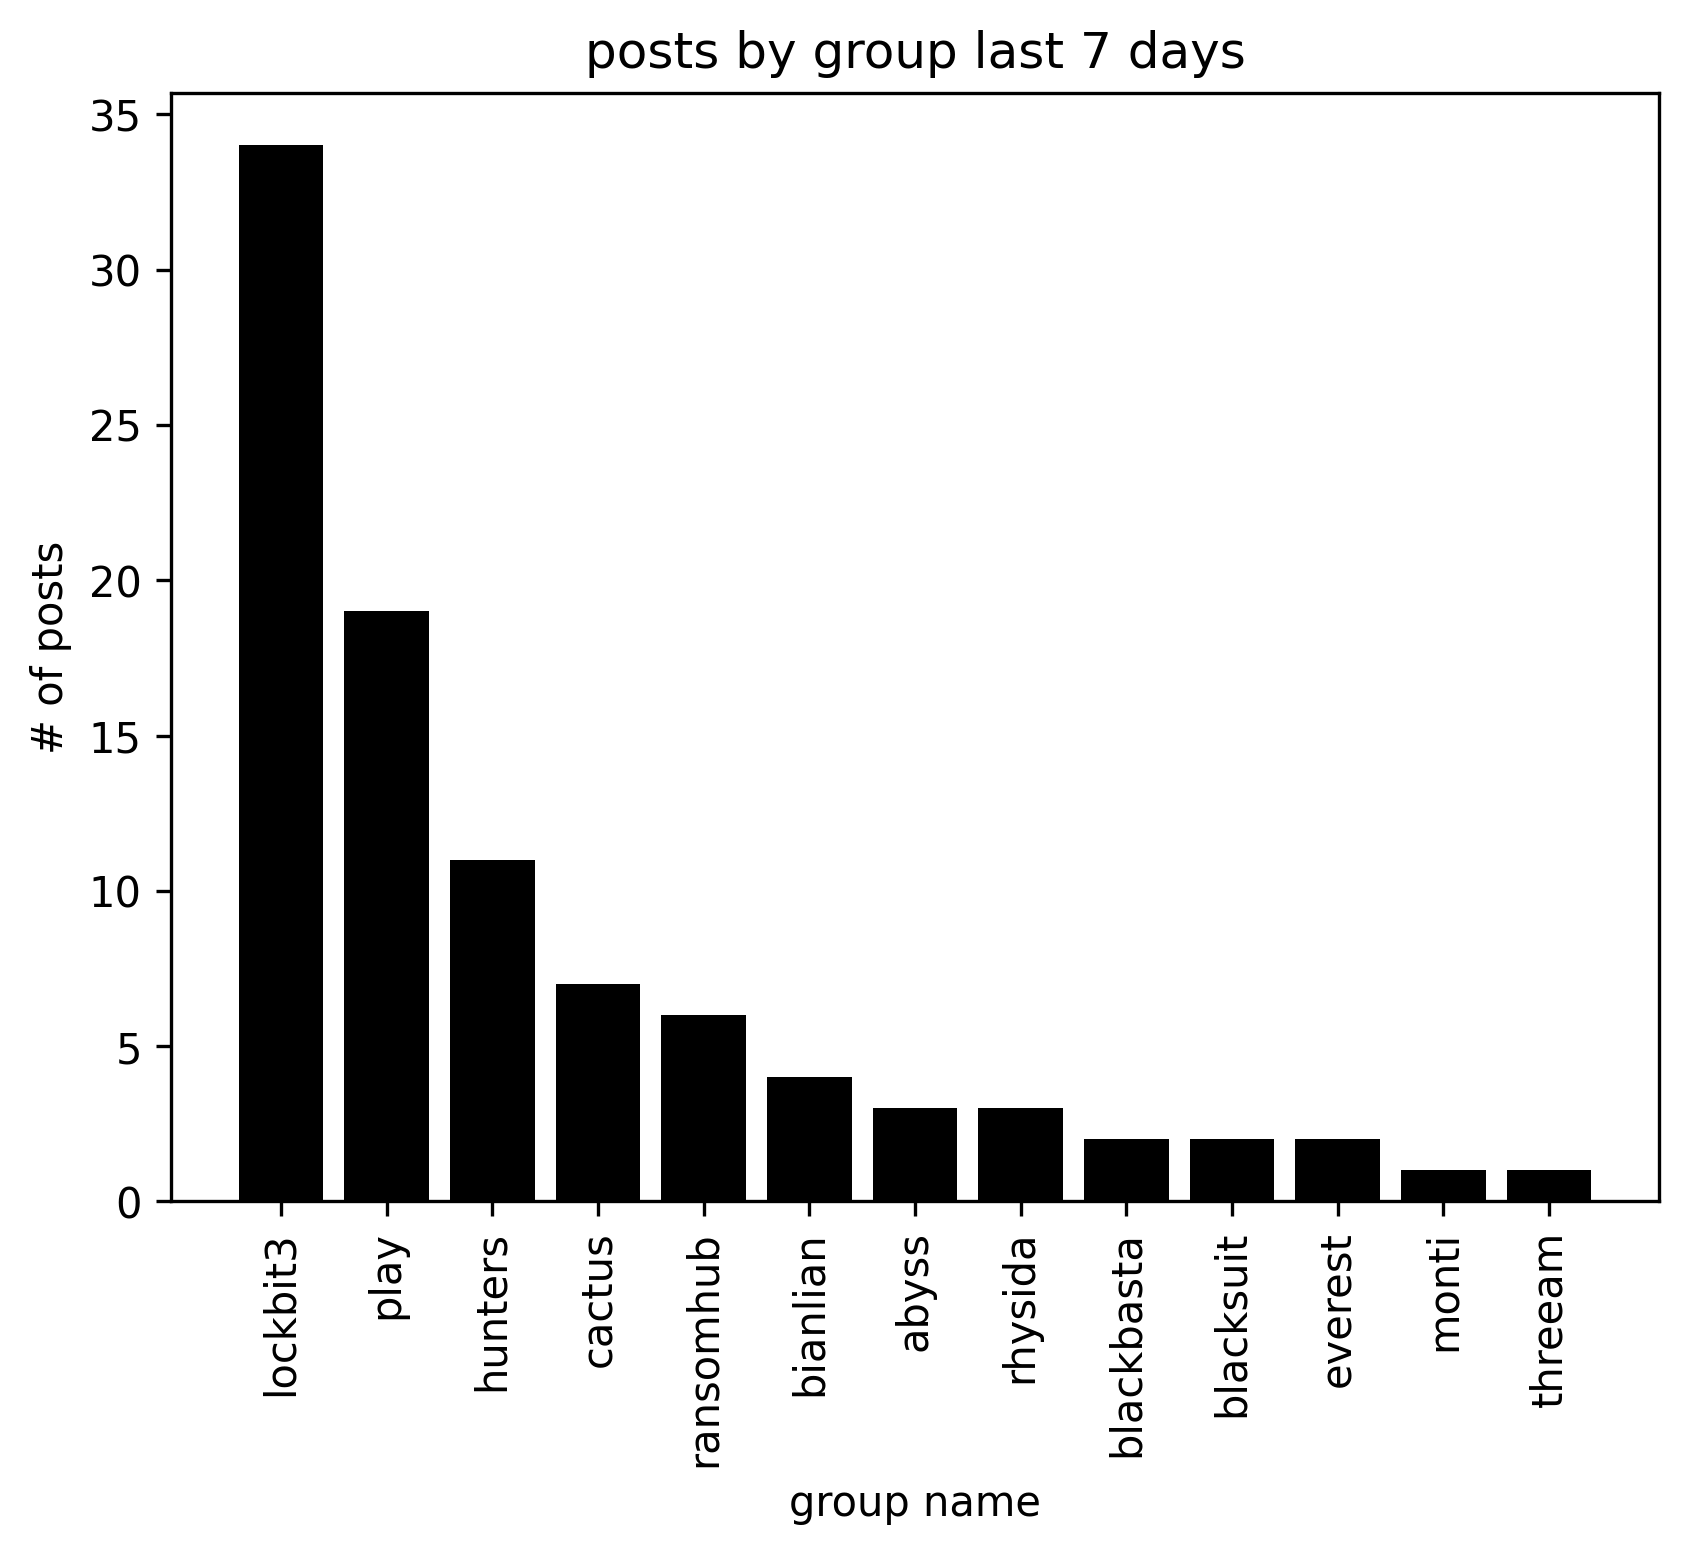 posts by group last 7 days
35
30
25
20
15
10
5
0
# of posts
lockbit3
play
hunters
cactus
ransomhub
bianlian
abyss
rhysida
blackbasta
blacksuit
everest
monti
threeam
group name